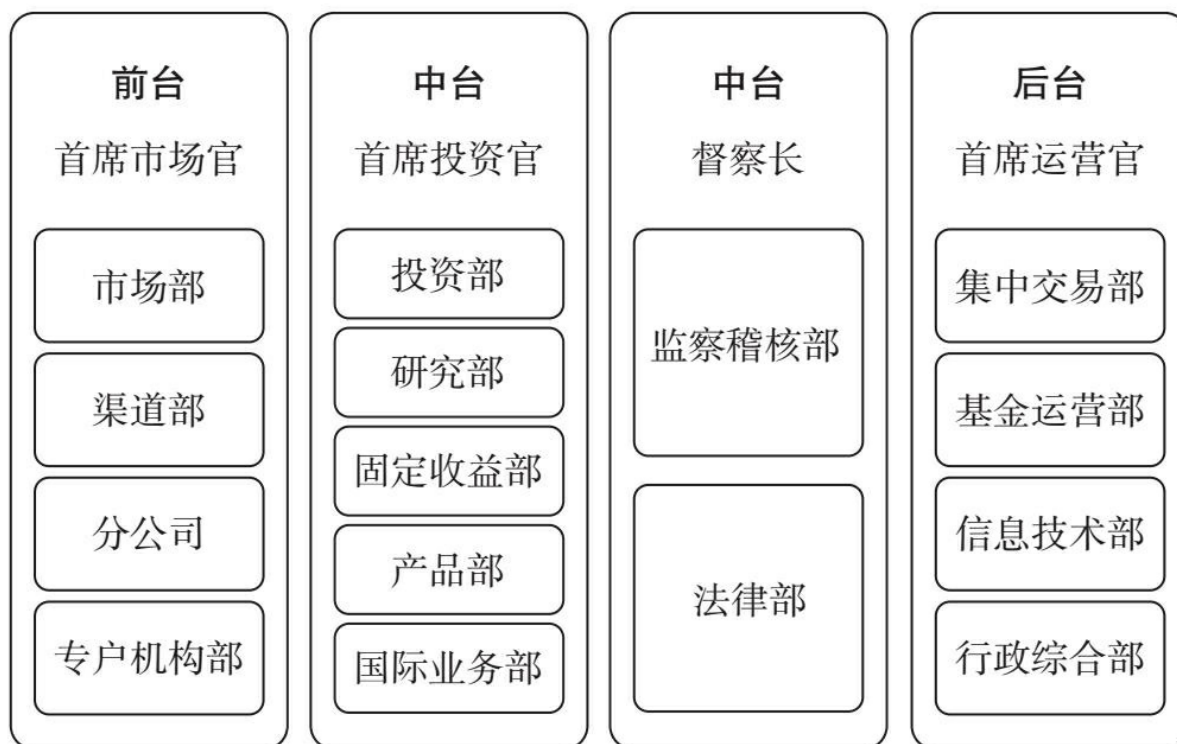 前台
首席市场官
市场部
渠道部
分公司
专户机构部
中台
首席投资官
投资部
研究部
固定收益部
产品部
国际业务部
中台
督察长
监察稽核部
法律部
后台
首席运营官
集中交易部
基金运营部
信息技术部
行政综合部